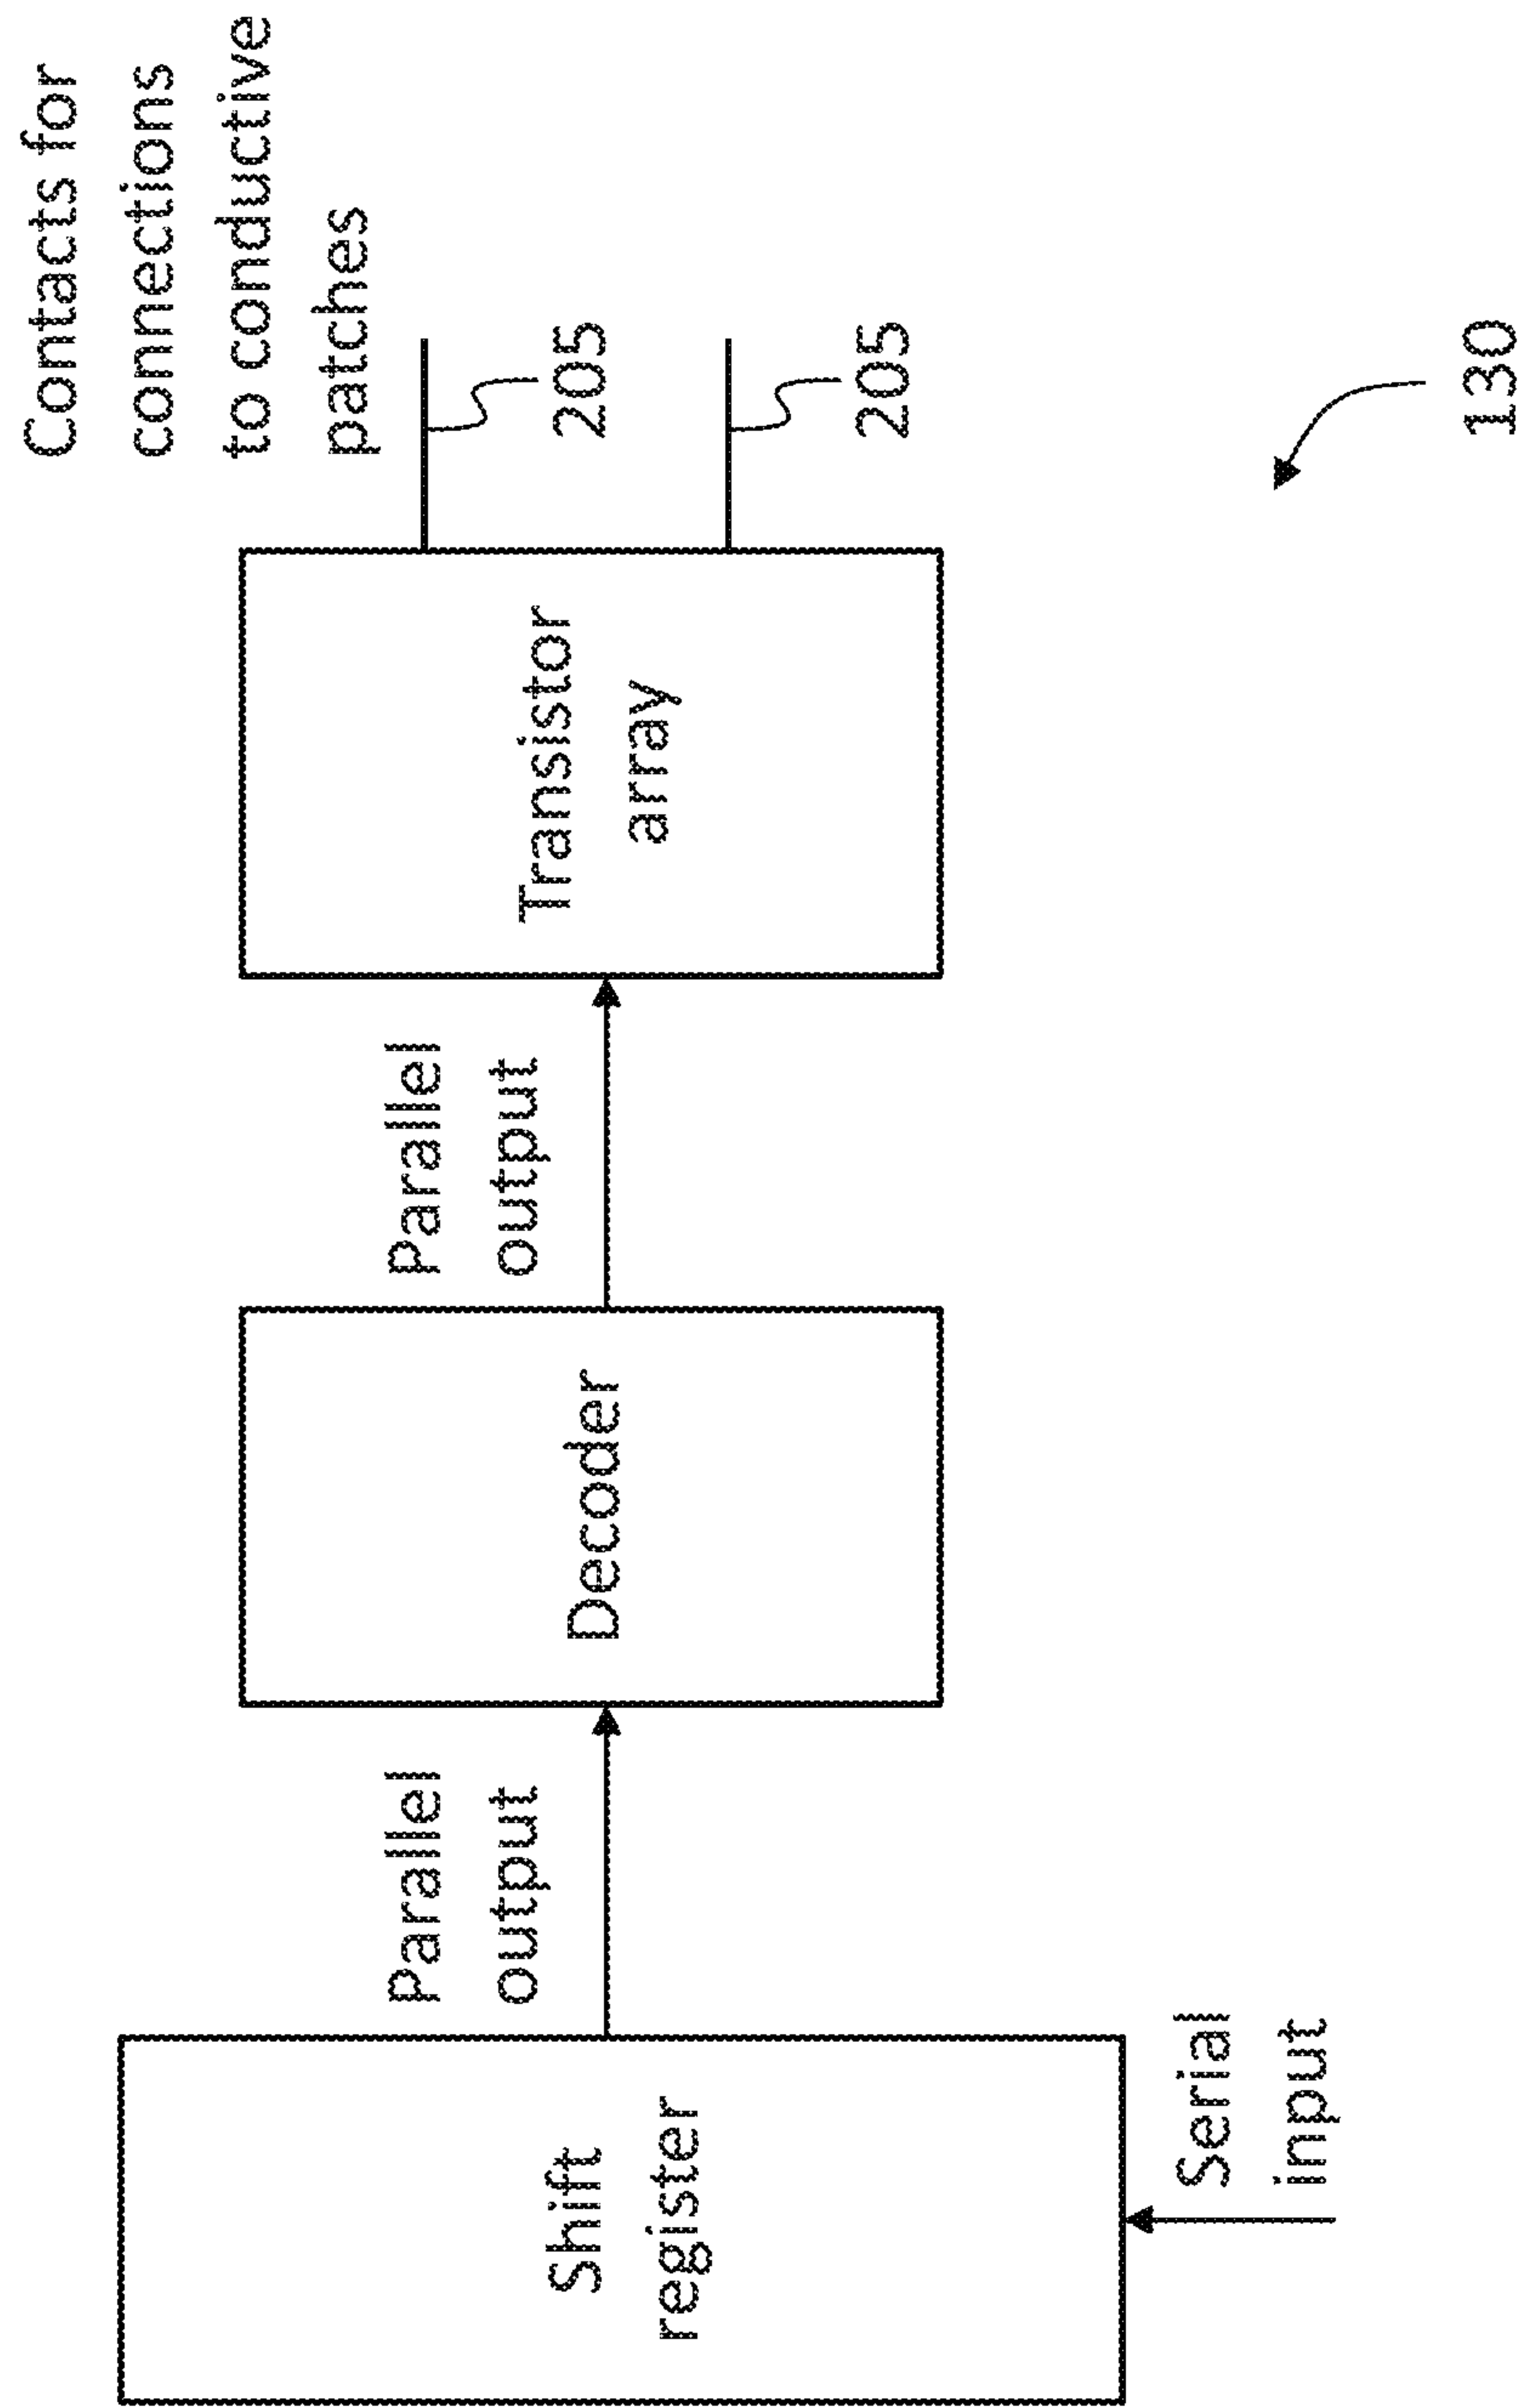 Shift
register
Serial
input
Parallel
output
Decoder
Parallel
output
Transistor
array
Contacts for
connections
to conductive
patches
205
205
130